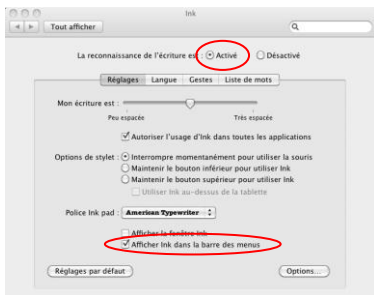 Ink
Tout afficher
La reconnaissance de l'écriture est : Activé Désactivé
Réglages Langue Gestes Liste de mots
Mon écriture est :
Peu espacée Très espacée
Autoriser l'usage d'Ink dans toutes les applications
Options de stylet : Interrompre momentanément pour utiliser la souris
Maintenir le bouton inférieur pour utiliser Ink
Maintenir le bouton supérieur pour utiliser Ink
Utiliser Ink au-dessus de la tablette
Police Ink pad : American Typewriter
Afficher la fenêtre Ink
Afficher Ink dans la barre des menus
Réglages par défaut Options...